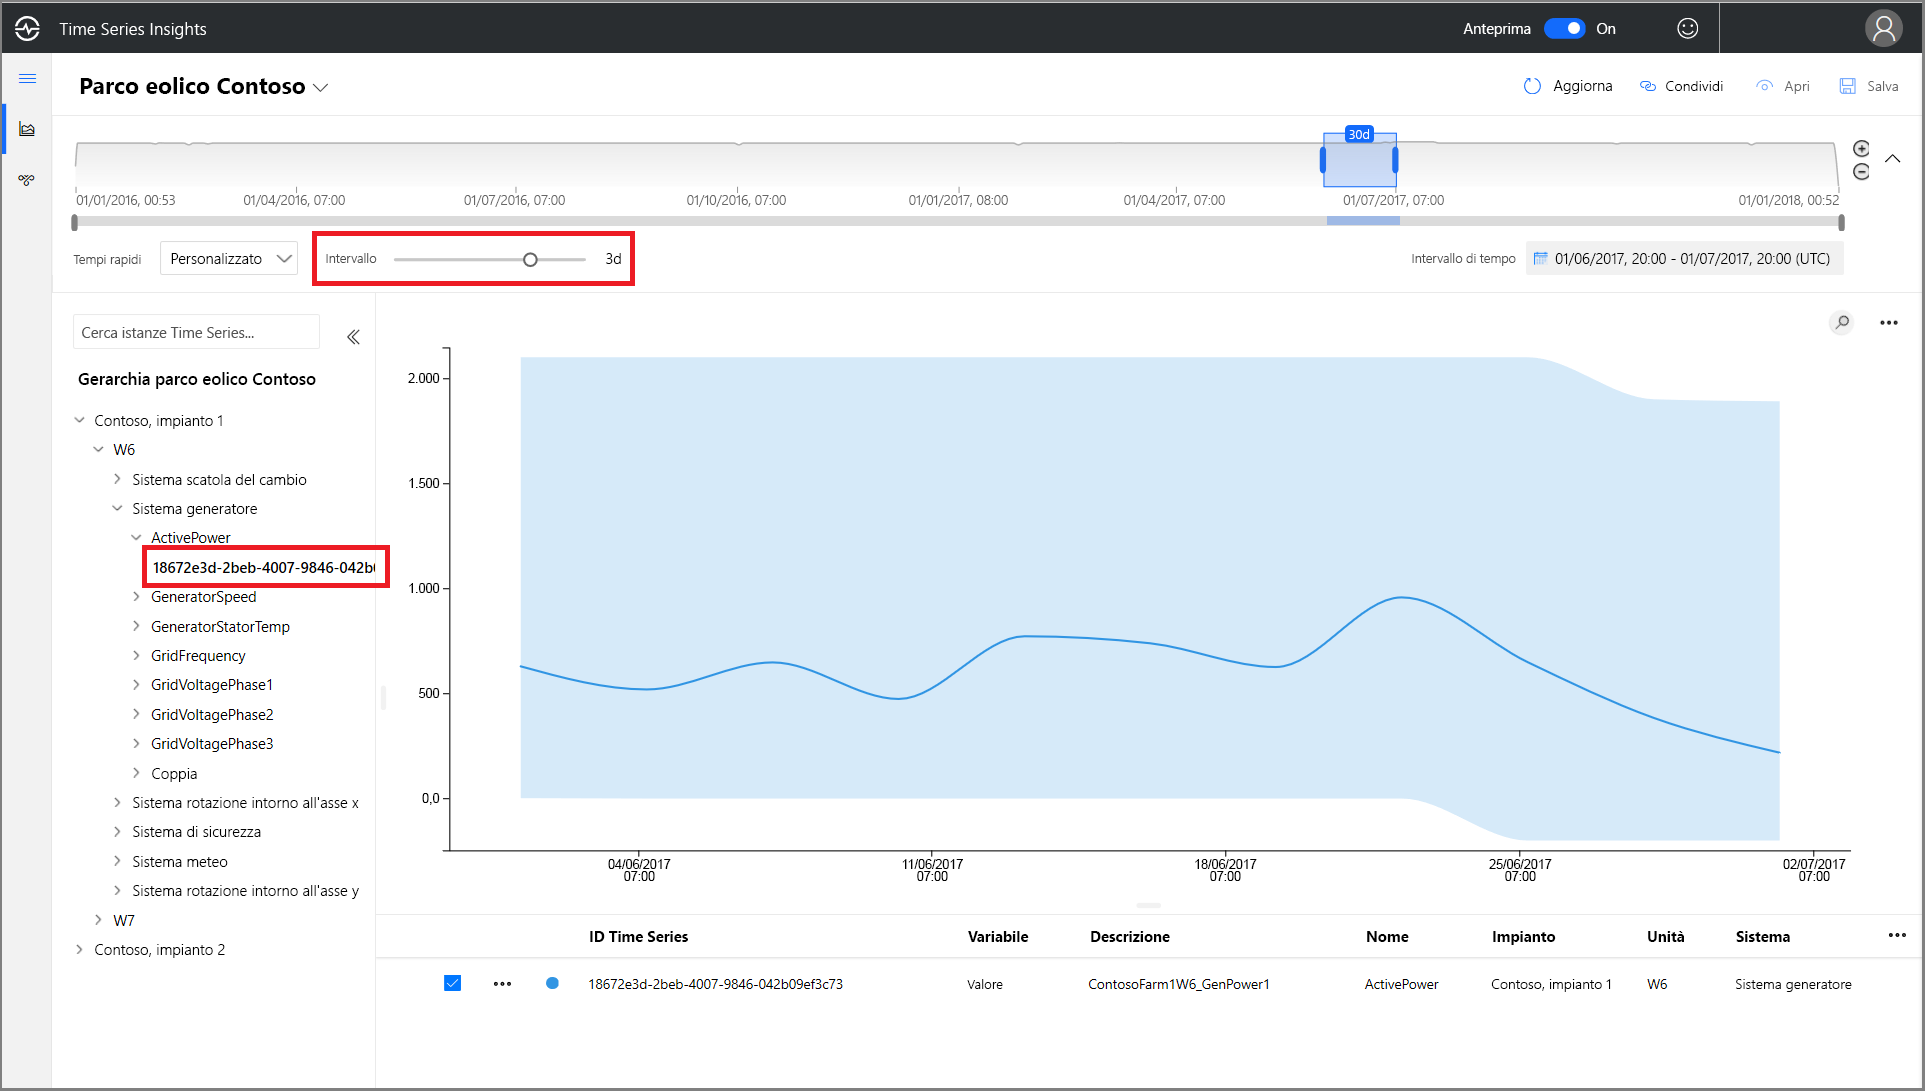 Time Series Insights
Anteprima On
Parco eolico Contoso
Aggiorna Condividi Apri Salva
30d
01/01/2016, 00:53 01/04/2016, 07:00 01/07/2016, 07:00 01/10/2016, 07:00 01/01/2017, 08:00 01/04/2017, 07:00 01/07/2017, 07:00 01/01/2018, 00:52
Tempi rapidi Personalizzato Intervallo 3d Intervallo di tempo 01/06/2017, 20:00 - 01/07/2017, 20:00 (UTC)
Cerca istanze Time Series...
Gerarchia parco eolico Contoso
Contoso, impianto 1
W6
Sistema scatola del cambio
Sistema generatore
ActivePower
18672e3d-2beb-4007-9846-042b
GeneratorSpeed
GeneratorStatorTemp
GridFrequency
GridVoltagePhase1
GridVoltagePhase2
GridVoltagePhase3
Coppia
Sistema rotazione intorno all'asse x
Sistema di sicurezza
Sistema meteo
Sistema rotazione intorno all'asse y
W7
Contoso, impianto 2
2.000
1.500
1.000
500
0,0
04/06/2017 11/06/2017 18/06/2017 25/06/2017 02/07/2017
07:00 07:00 07:00 07:00 07:00
ID Time Series Variabile Descrizione Nome Impianto Unità Sistema
18672e3d-2beb-4007-9846-042b09ef3c73 Valore ContosoFarm1W6_GenPower1 ActivePower Contoso, impianto 1 W6 Sistema generatore